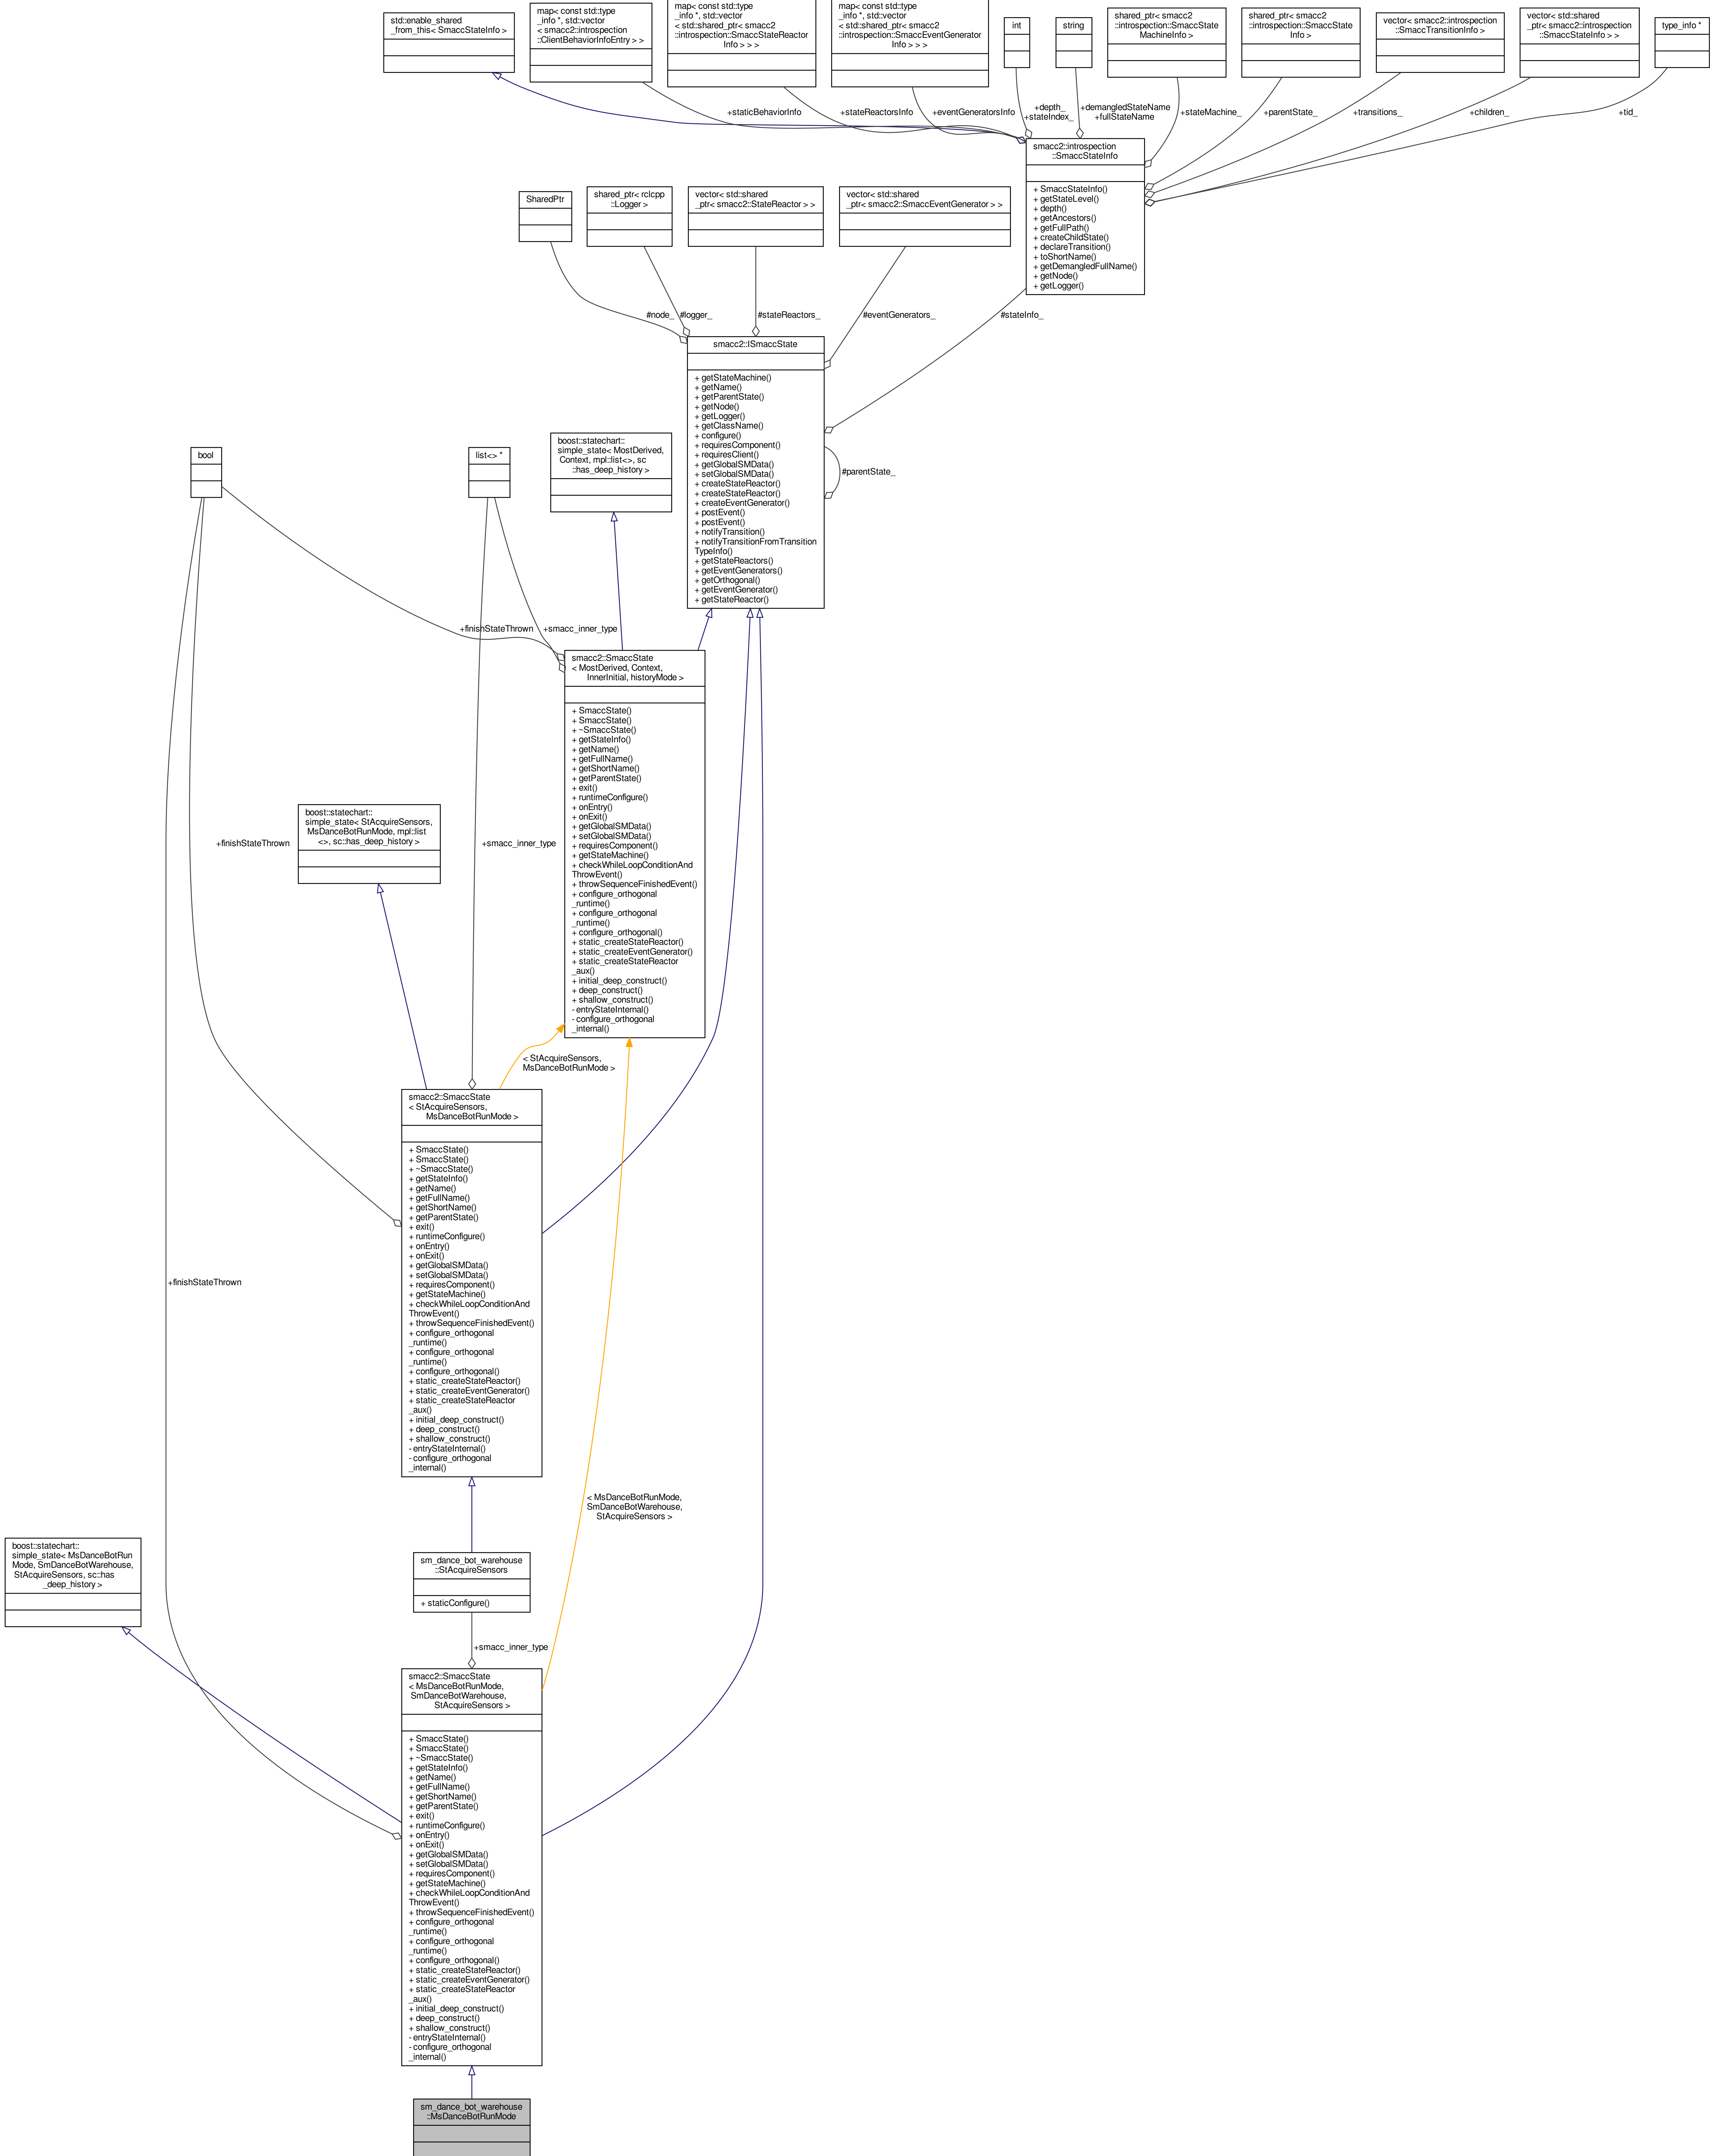 std::enable_shared
_from_this< SmaccStateInfo >
map< const std::type
_info *, std::vector
< smacc2::introspection
::ClientBehaviorInfoEntry > >
map< const std::type
_info *, std::vector
< std::shared_ptr< smacc2
::introspection::SmaccStateReactor
Info > > >
map< const std::type
_info *, std::vector
< std::shared_ptr< smacc2
::introspection::SmaccEventGenerator
Info > > >
int
string
shared_ptr< smacc2
::introspection::SmaccState
MachineInfo >
shared_ptr< smacc2
::introspection::SmaccState
Info >
vector< smacc2::introspection
::SmaccTransitionInfo >
vector< std::shared
_ptr< smacc2::introspection
::SmaccStateInfo > >
type_info *
+staticBehaviorInfo
+stateReactorsInfo
+eventGeneratorsInfo
+depth_
+stateIndex_
+demangledStateName
+fullStateName
+stateMachine_
+parentState_
+transitions_
+children_
+tid_
smacc2::introspection
::SmaccStateInfo
+ SmaccStateInfo()
+ getStateLevel()
+ depth()
+ getAncestors()
+ getFullPath()
+ createChildState()
+ declareTransition()
+ toShortName()
+ getDemangledFullName()
+ getNode()
+ getLogger()
SharedPtr
shared_ptr< rclcpp
::Logger >
vector< std::shared
_ptr< smacc2::StateReactor > >
vector< std::shared
_ptr< smacc2::SmaccEventGenerator > >
#node_
#logger_
#stateReactors_
#eventGenerators_
#stateInfo_
smacc2::ISmaccState
+ getStateMachine()
+ getName()
+ getParentState()
+ getNode()
+ getLogger()
+ getClassName()
+ configure()
+ requiresComponent()
+ requiresClient()
+ getGlobalSMData()
+ setGlobalSMData()
+ createStateReactor()
+ createStateReactor()
+ createEventGenerator()
+ postEvent()
+ postEvent()
+ notifyTransition()
+ notifyTransitionFromTransition
TypeInfo()
+ getStateReactors()
+ getEventGenerators()
+ getOrthogonal()
+ getEventGenerator()
+ getStateReactor()
#parentState_
bool
list<> *
boost::statechart::
simple_state< MostDerived,
Context, mpl::list<>, sc
::has_deep_history >
+finishStateThrown
+smacc_inner_type
smacc2::SmaccState
< MostDerived, Context,
InnerInitial, historyMode >
+ SmaccState()
+ SmaccState()
+ ~SmaccState()
+ getStateInfo()
+ getName()
+ getFullName()
+ getShortName()
+ getParentState()
+ exit()
+ runtimeConfigure()
+ onEntry()
+ onExit()
+ getGlobalSMData()
+ setGlobalSMData()
+ requiresComponent()
+ getStateMachine()
+ checkWhileLoopConditionAnd
ThrowEvent()
+ throwSequenceFinishedEvent()
+ configure_orthogonal
_runtime()
+ configure_orthogonal
_runtime()
+ configure_orthogonal()
+ static_createStateReactor()
+ static_createEventGenerator()
+ static_createStateReactor
_aux()
+ initial_deep_construct()
+ deep_construct()
+ shallow_construct()
- entryStateInternal()
- configure_orthogonal
_internal()
boost::statechart::
simple_state< StAcquireSensors,
MsDanceBotRunMode, mpl::list
<>, sc::has_deep_history >
+finishStateThrown
+smacc_inner_type
< StAcquireSensors,
MsDanceBotRunMode >
smacc2::SmaccState
< StAcquireSensors,
MsDanceBotRunMode >
+ SmaccState()
+ SmaccState()
+ ~SmaccState()
+ getStateInfo()
+ getName()
+ getFullName()
+ getShortName()
+ getParentState()
+ exit()
+ runtimeConfigure()
+ onEntry()
+ onExit()
+ getGlobalSMData()
+ setGlobalSMData()
+ requiresComponent()
+ getStateMachine()
+ checkWhileLoopConditionAnd
ThrowEvent()
+ throwSequenceFinishedEvent()
+ configure_orthogonal
_runtime()
+ configure_orthogonal
_runtime()
+ configure_orthogonal()
+ static_createStateReactor()
+ static_createEventGenerator()
+ static_createStateReactor
_aux()
+ initial_deep_construct()
+ deep_construct()
+ shallow_construct()
- entryStateInternal()
- configure_orthogonal
_internal()
+finishStateThrown
< MsDanceBotRunMode,
SmDanceBotWarehouse,
StAcquireSensors >
boost::statechart::
simple_state< MsDanceBotRun
Mode, SmDanceBotWarehouse,
StAcquireSensors, sc::has
_deep_history >
sm_dance_bot_warehouse
::StAcquireSensors
+ staticConfigure()
+smacc_inner_type
smacc2::SmaccState
< MsDanceBotRunMode,
SmDanceBotWarehouse,
StAcquireSensors >
+ SmaccState()
+ SmaccState()
+ ~SmaccState()
+ getStateInfo()
+ getName()
+ getFullName()
+ getShortName()
+ getParentState()
+ exit()
+ runtimeConfigure()
+ onEntry()
+ onExit()
+ getGlobalSMData()
+ setGlobalSMData()
+ requiresComponent()
+ getStateMachine()
+ checkWhileLoopConditionAnd
ThrowEvent()
+ throwSequenceFinishedEvent()
+ configure_orthogonal
_runtime()
+ configure_orthogonal
_runtime()
+ configure_orthogonal()
+ static_createStateReactor()
+ static_createEventGenerator()
+ static_createStateReactor
_aux()
+ initial_deep_construct()
+ deep_construct()
+ shallow_construct()
- entryStateInternal()
- configure_orthogonal
_internal()
sm_dance_bot_warehouse
::MsDanceBotRunMode